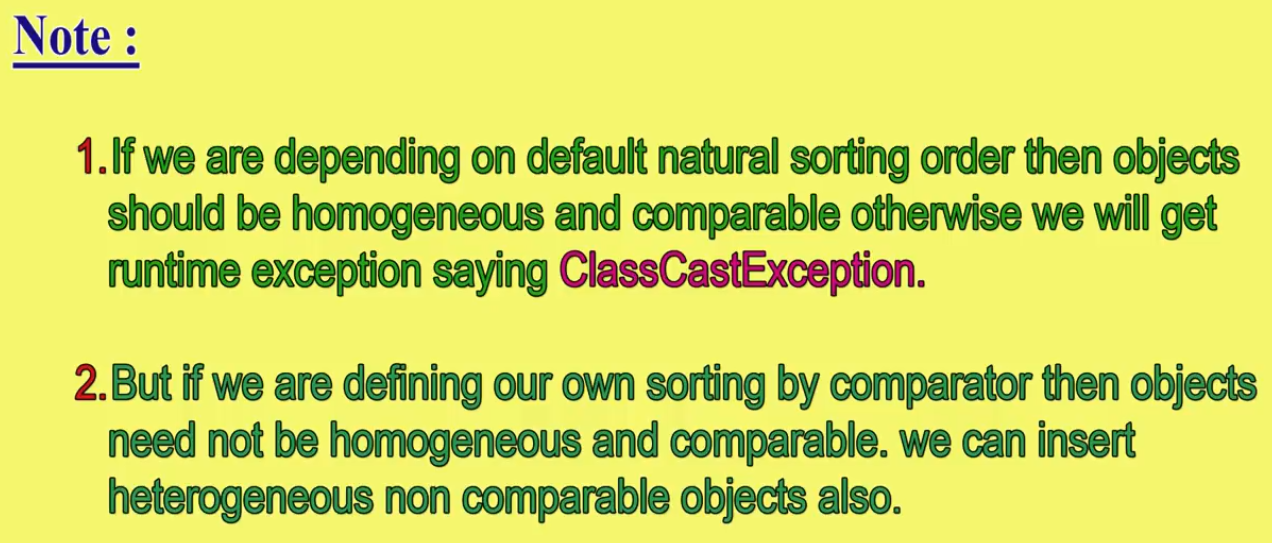 Note :
1.If we are depending on default natural sorting order then objects
should be homogeneous and comparable otherwise we will get
runtime exception saying ClassCastException.
2.But if we are defining our own sorting by comparator then objects
need not be homogeneous and comparable. we can insert
heterogeneous non comparable objects also.